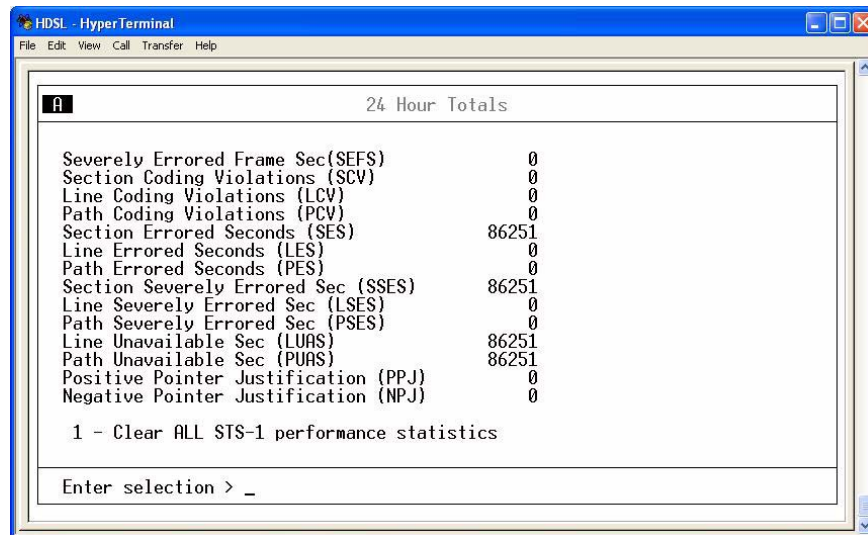 HDSL - HyperTerminal
File Edit View Call Transfer Help
A 24 Hour Totals
Severely Errored Frame Sec(SEFS) 0
Section Coding Violations (SCV) 0
Line Coding Violations (LCV) 0
Path Coding Violations (PCV) 0
Section Errored Seconds (SES) 86251
Line Errored Seconds (LES) 0
Path Errored Seconds (PES) 0
Section Severely Errored Sec (SSES) 86251
Line Severely Errored Sec (LSES) 0
Path Severely Errored Sec (PSES) 0
Line Unavailable Sec (LUAS) 86251
Path Unavailable Sec (PUAS) 86251
Positive Pointer Justification (PPJ) 0
Negative Pointer Justification (NPJ) 0
1 - Clear ALL STS-1 performance statistics
Enter selection > _